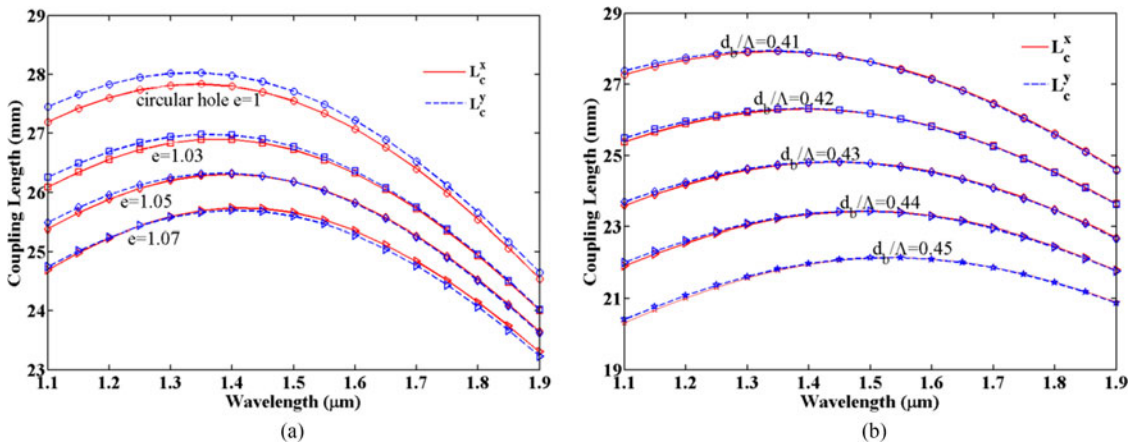 29
28
27
26
25
24
23
1.1 1.2 1.3 1.4 1.5 1.6 1.7 1.8 1.9
Coupling Length (mm)
Wavelength (μm)
L_c^x
L_c^y
circular hole e=1
e=1.03
e=1.05
e=1.07
(a)
29
27
25
23
21
19
1.1 1.2 1.3 1.4 1.5 1.6 1.7 1.8 1.9
Coupling Length (mm)
Wavelength (μm)
L_c^x
L_c^y
d_b/Λ=0.41
d_b/Λ=0.42
d_b/Λ=0.43
d_b/Λ=0.44
d_b/Λ=0.45
(b)